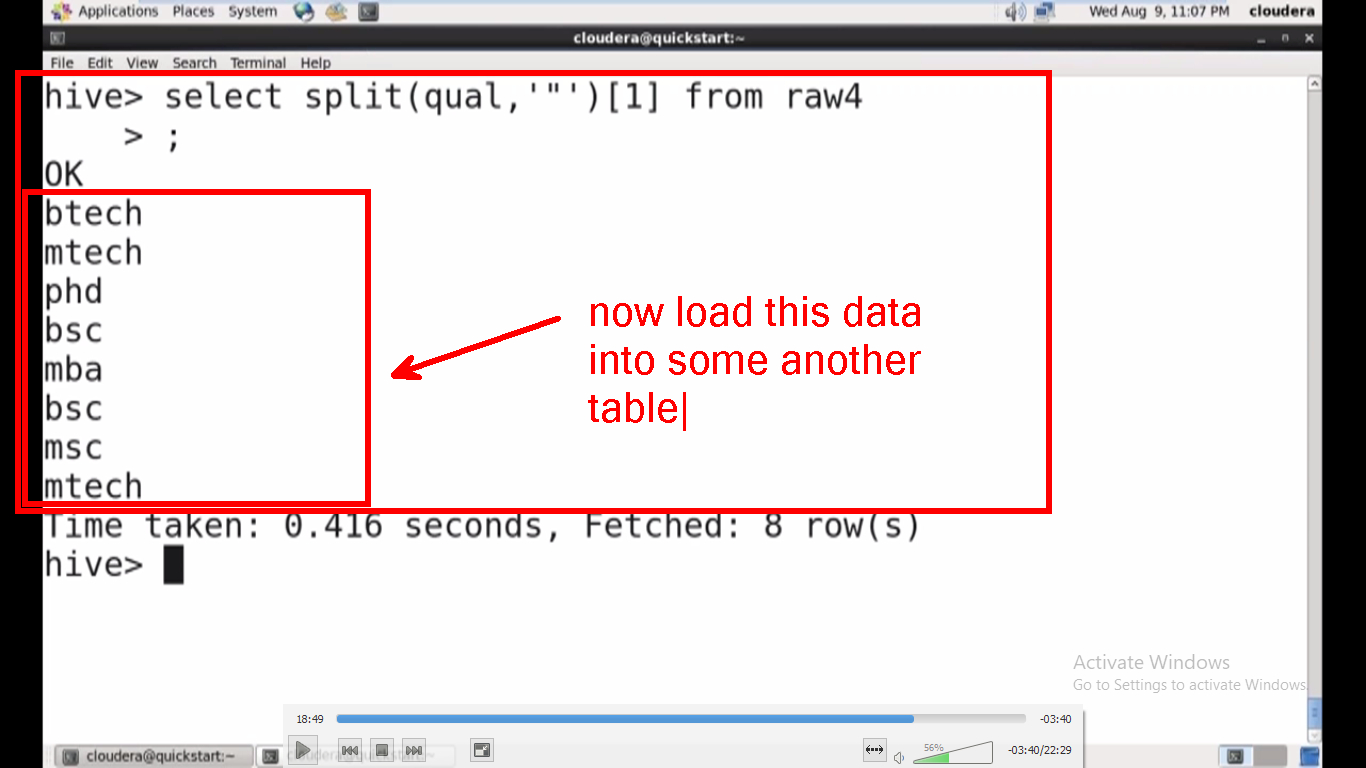 Applications Places System Wed Aug 9, 11:07 PM cloudera
cloudera@quickstart:~
File Edit View Search Terminal Help
hive> select split(qual,'"')[1] from raw4
> ;
OK
btech
mtech
phd
bsc
mba
bsc
msc
mtech
now load this data
into some another
table
Time taken: 0.416 seconds, Fetched: 8 row(s)
hive>
Activate Windows
Go to Settings to activate Windows.
18:49 -03:40
56% -03:40/22:29
cloudera@quickstart:~ cloudera@quickstart:~